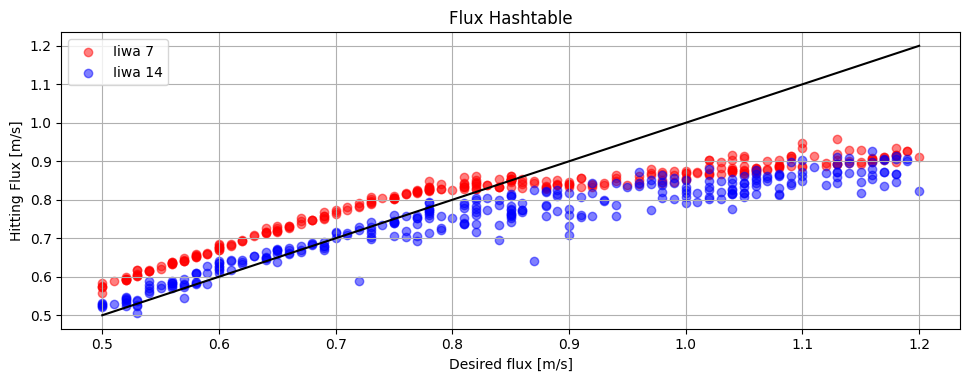 Flux Hashtable
Iiwa 7
Iiwa 14
Hitting Flux [m/s]
1.2
1.1
1.0
0.9
0.8
0.7
0.6
0.5
0.5 0.6 0.7 0.8 0.9 1.0 1.1 1.2
Desired flux [m/s]